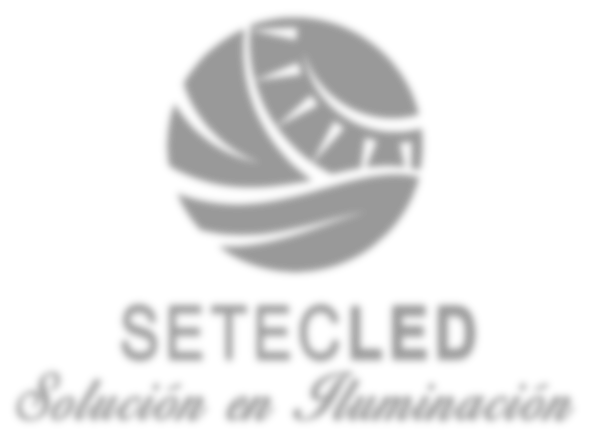 SETECLED
Solución en Iluminación